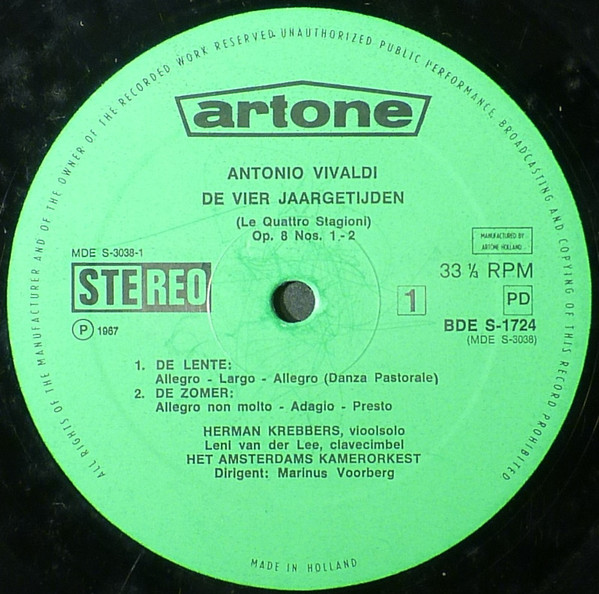 ALL RIGHTS OF THE MANUFACTURER AND OF THE OWNER OF THE RECORDED WORK RESERVED. UNAUTHORIZED PUBLIC PERFORMANCE, BROADCASTING AND COPYING OF THIS RECORD PROHIBITED
artone
ANTONIO VIVALDI
DE VIER JAARGETIJDEN
(Le Quattro Stagioni)
Op. 8 Nos. 1-2
MANUFACTURED BY
ARTONE HOLLAND
MDE S-3038-1
STEREO
33 ⅓ RPM
1
PD
℗ 1967
BDE S-1724
(MDE S-3038)
1. DE LENTE:
Allegro - Largo - Allegro (Danza Pastorale)
2. DE ZOMER:
Allegro non molto - Adagio - Presto
HERMAN KREBBERS, vioolsolo
Leni van der Lee, clavecimbel
HET AMSTERDAMS KAMERORKEST
Dirigent: Marinus Voorberg
MADE IN HOLLAND